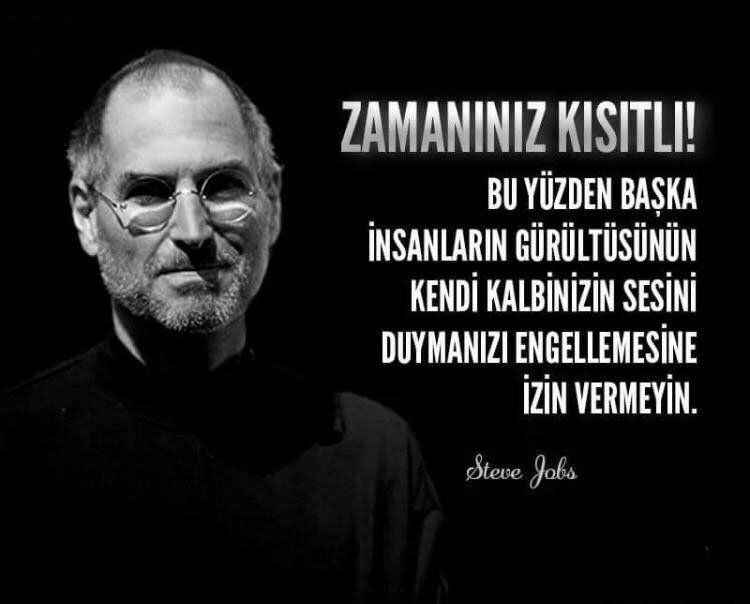 ZAMANINIZ KISITLI!
BU YÜZDEN BAŞKA
İNSANLARIN GÜRÜLTÜSÜNÜN
KENDİ KALBİNİZİN SESİNİ
DUYMANIZI ENGELLEMESİNE
İZİN VERMEYİN.
Steve Jobs